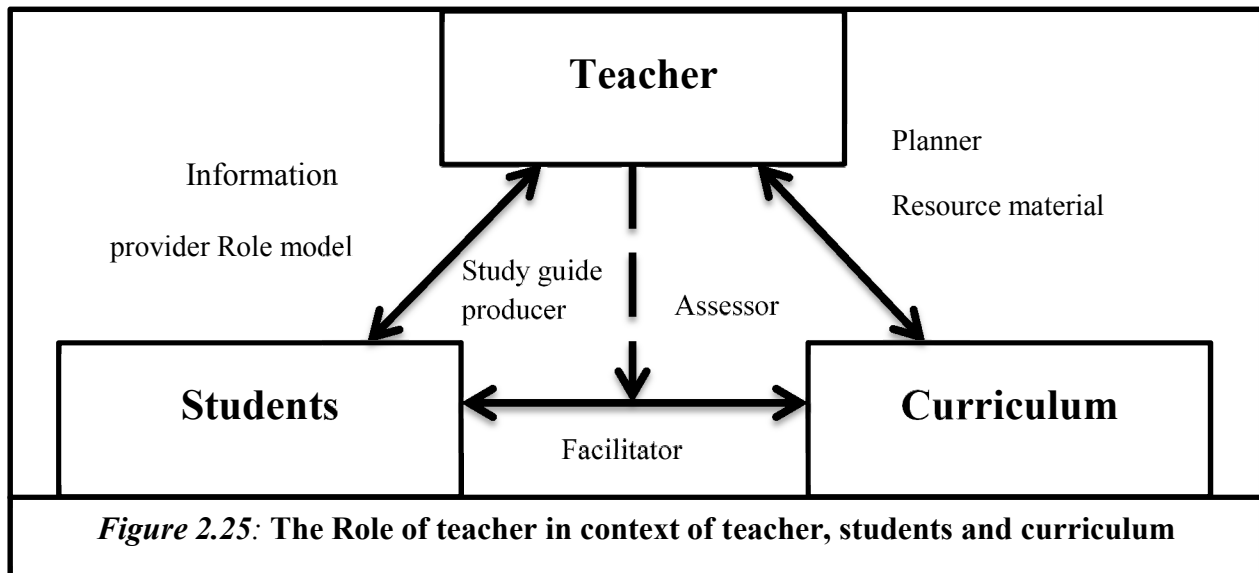 Teacher
Planner
Information
Resource material
provider Role model
Study guide
producer
Assessor
Students
Curriculum
Facilitator
Figure 2.25: The Role of teacher in context of teacher, students and curriculum